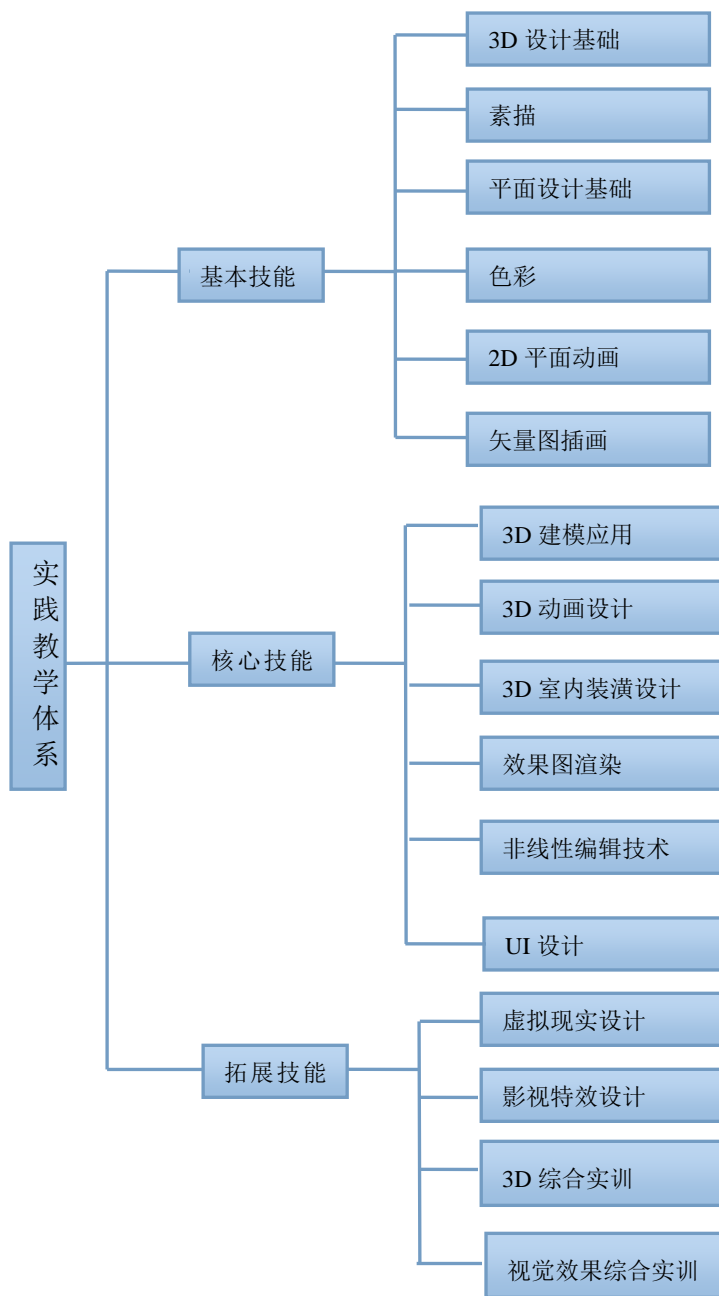 实践教学体系
基本技能
3D 设计基础
素描
平面设计基础
色彩
2D 平面动画
矢量图插画
核心技能
3D 建模应用
3D 动画设计
3D 室内装潢设计
效果图渲染
非线性编辑技术
UI 设计
拓展技能
虚拟现实设计
影视特效设计
3D 综合实训
视觉效果综合实训